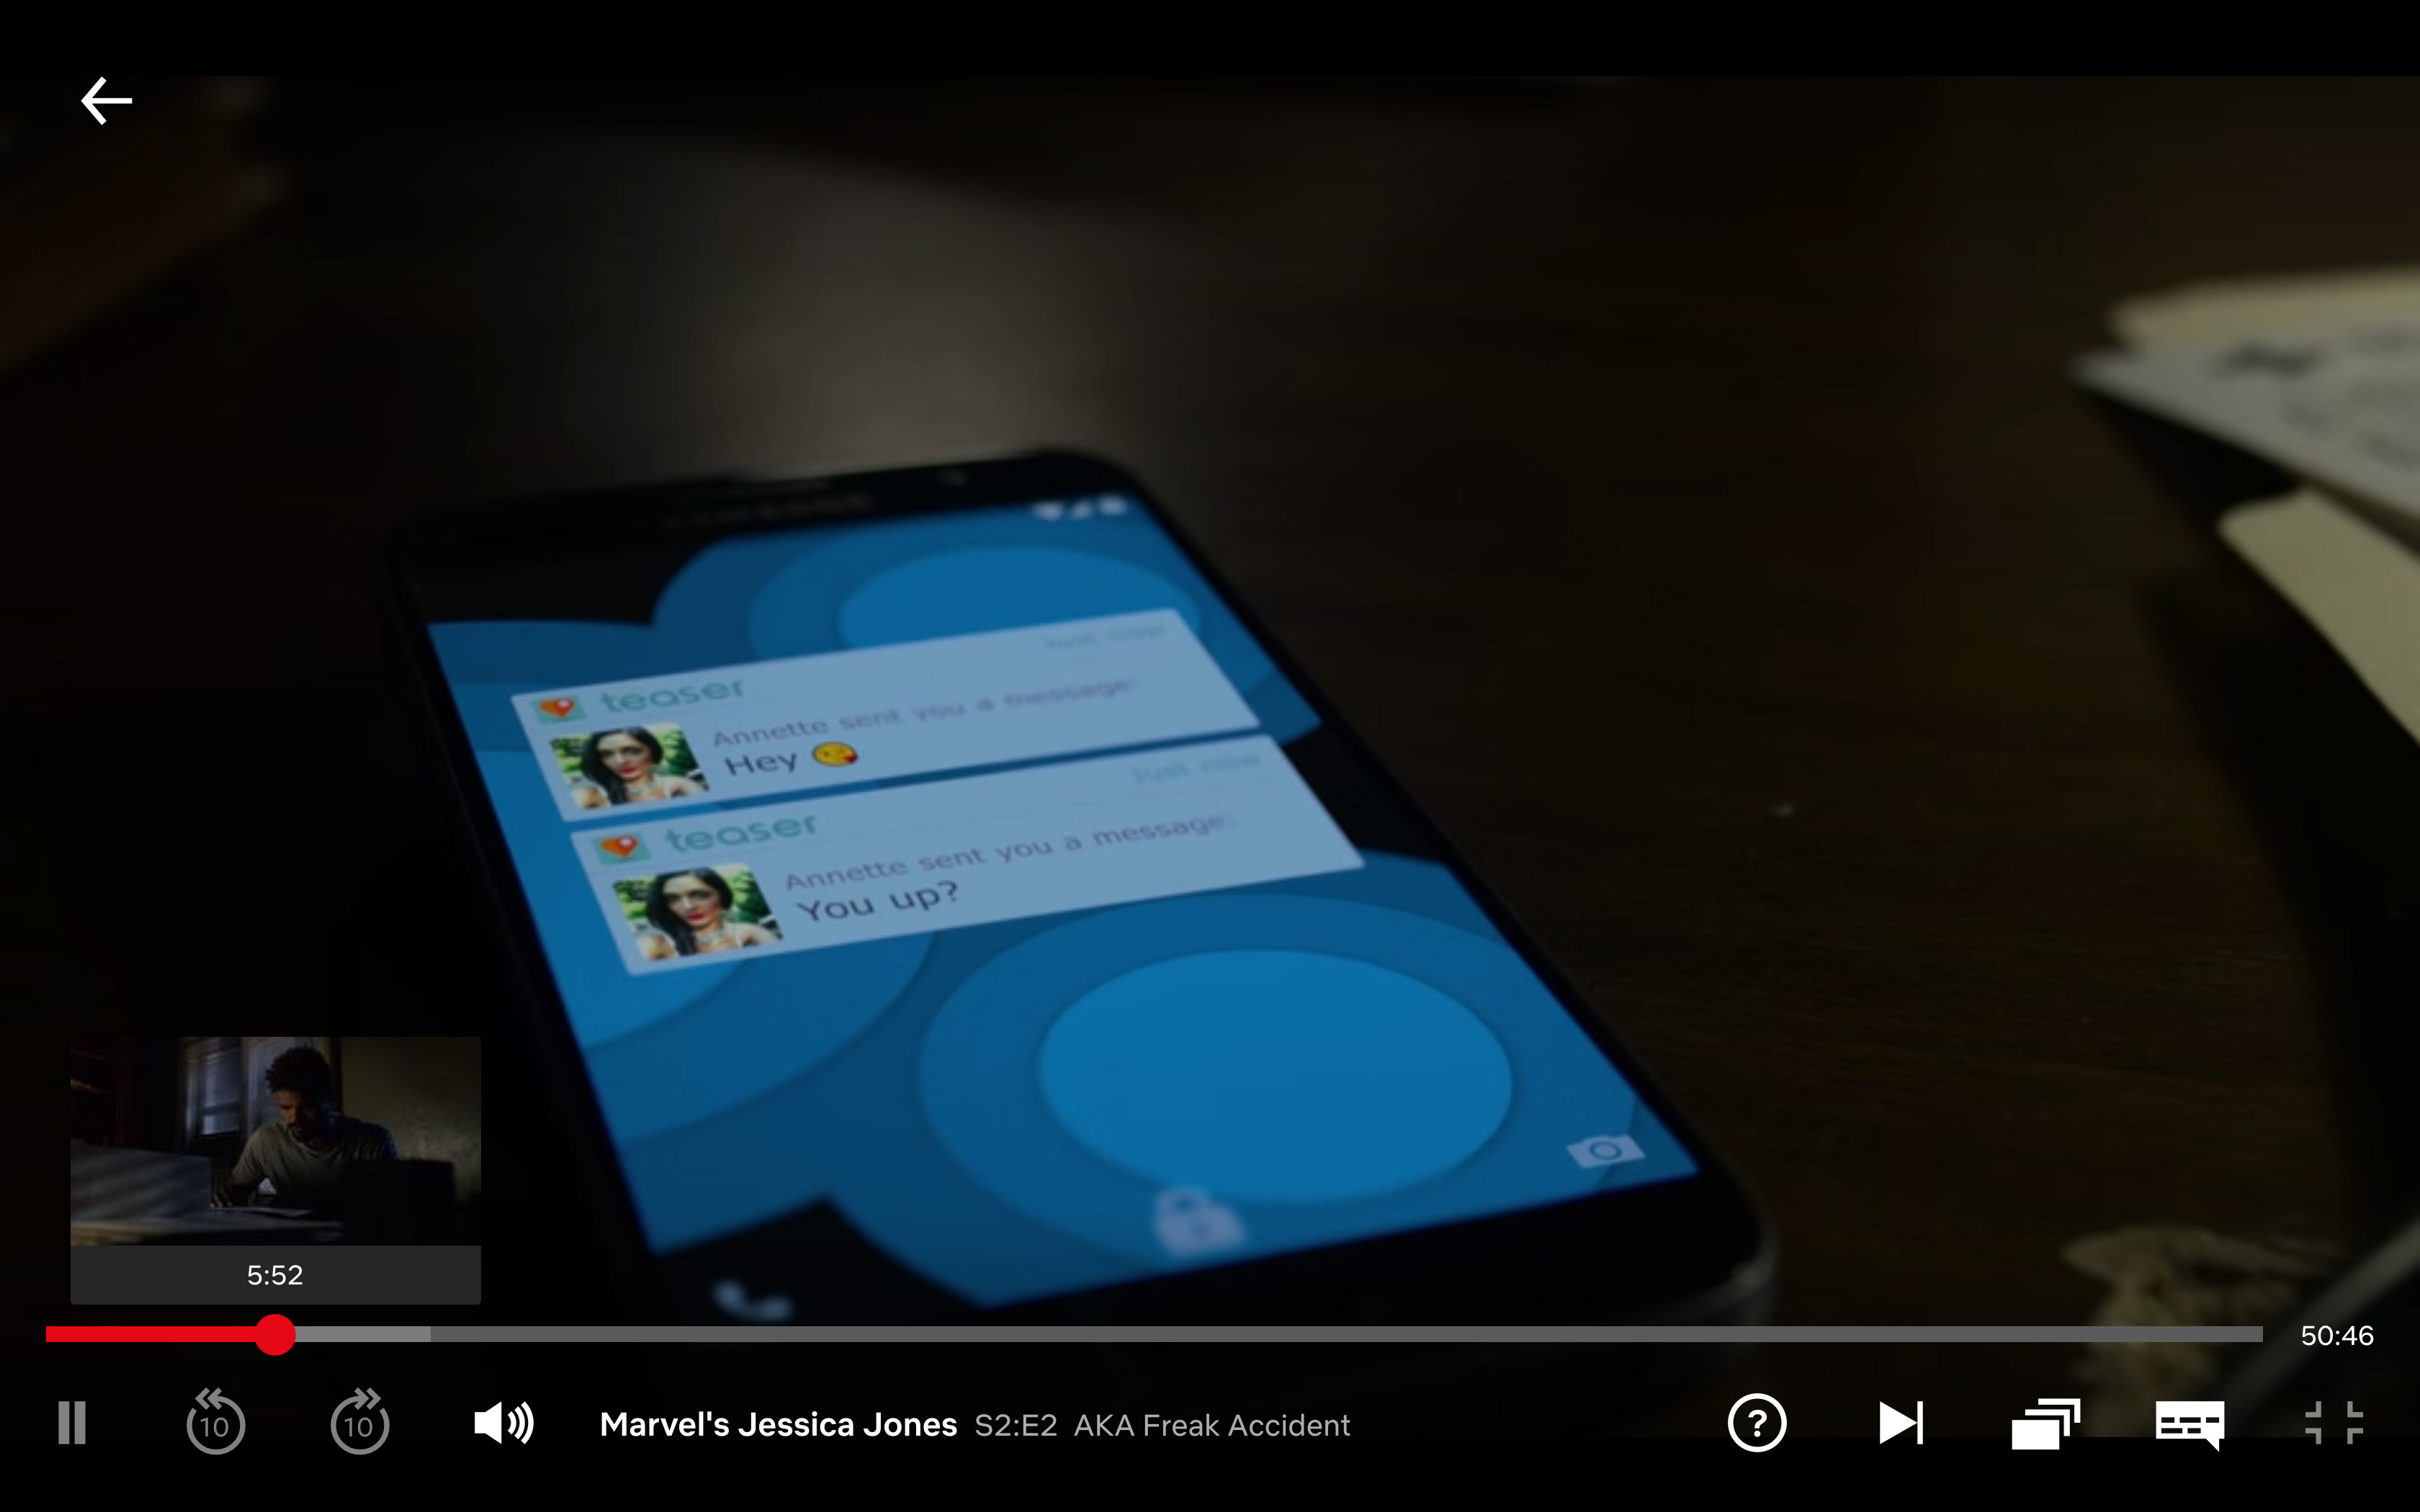 Just now
teaser
Annette sent you a message:
Hey
Just now
teaser
Annette sent you a message:
You up?
5:52
50:46
10
10
Marvel's Jessica Jones S2:E2 AKA Freak Accident
?